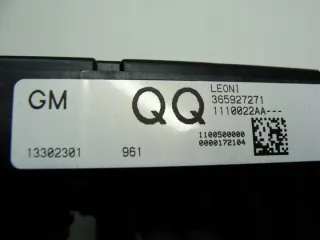 LEONI
GM QQ 365927271
1110022AA---
1100500000
13302301 961 0000172104